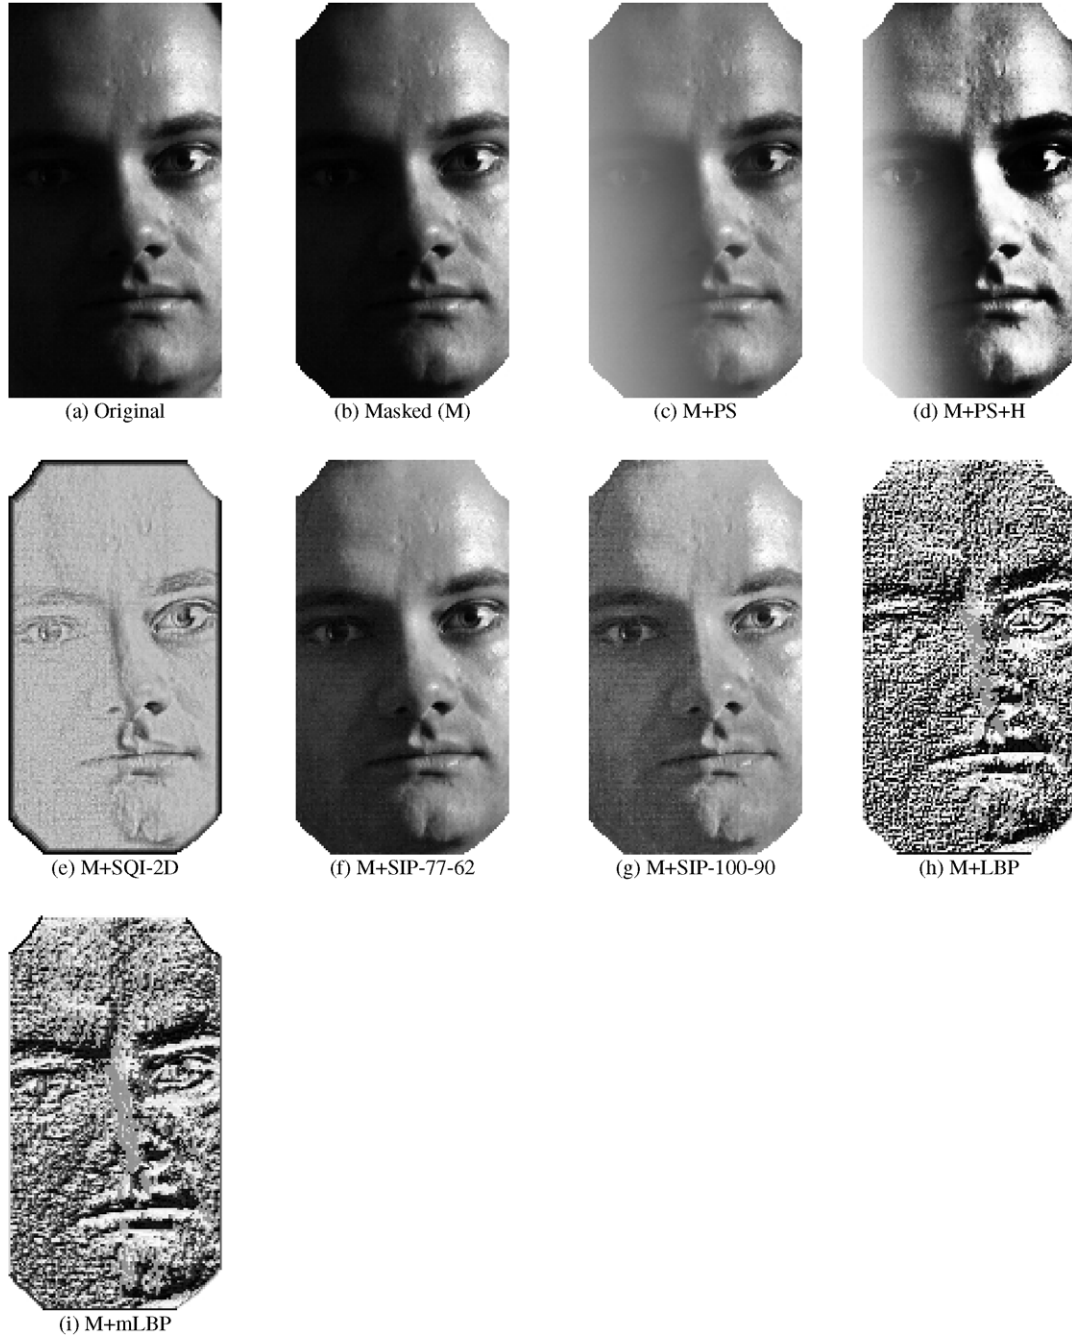 (a) Original
(b) Masked (M)
(c) M+PS
(d) M+PS+H
(e) M+SQI-2D
(f) M+SIP-77-62
(g) M+SIP-100-90
(h) M+LBP
(i) M+mLBP